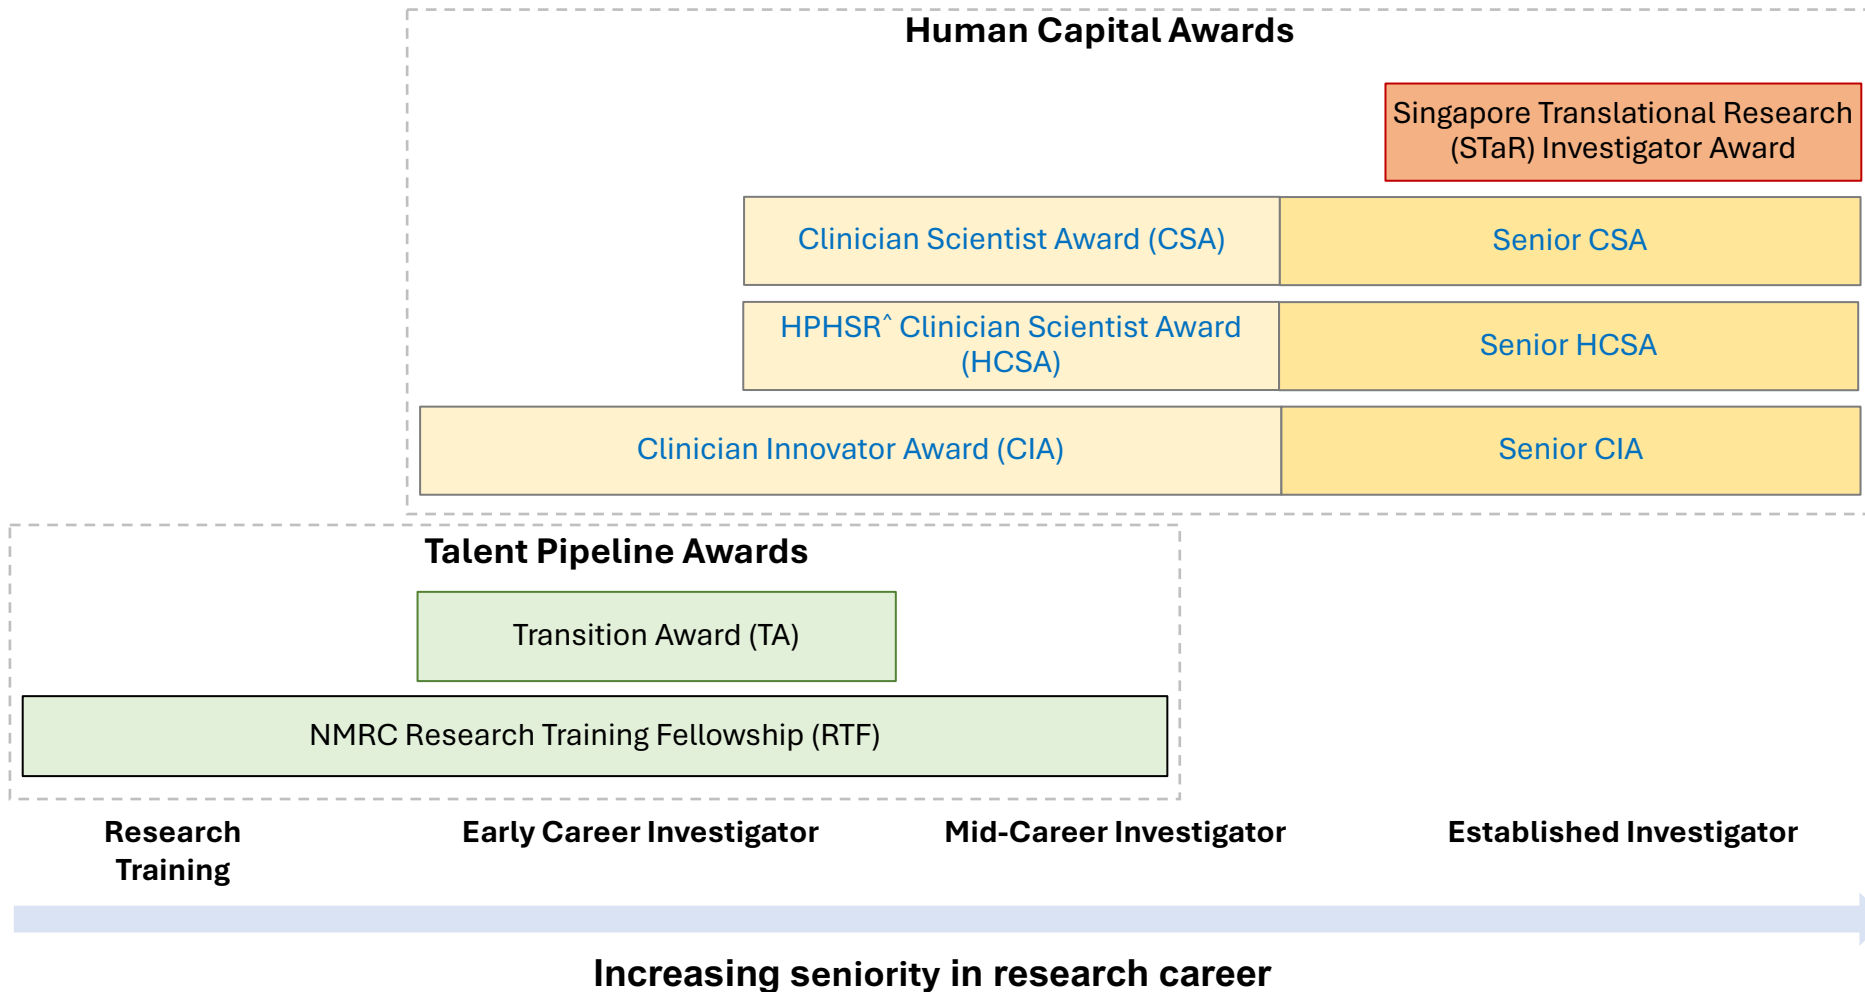 Human Capital Awards
Singapore Translational Research
(STaR) Investigator Award
Clinician Scientist Award (CSA)
Senior CSA
HPHSR^ Clinician Scientist Award
(HCSA)
Senior HCSA
Clinician Innovator Award (CIA)
Senior CIA
Talent Pipeline Awards
Transition Award (TA)
NMRC Research Training Fellowship (RTF)
Research
Training
Early Career Investigator
Mid-Career Investigator
Established Investigator
Increasing seniority in research career